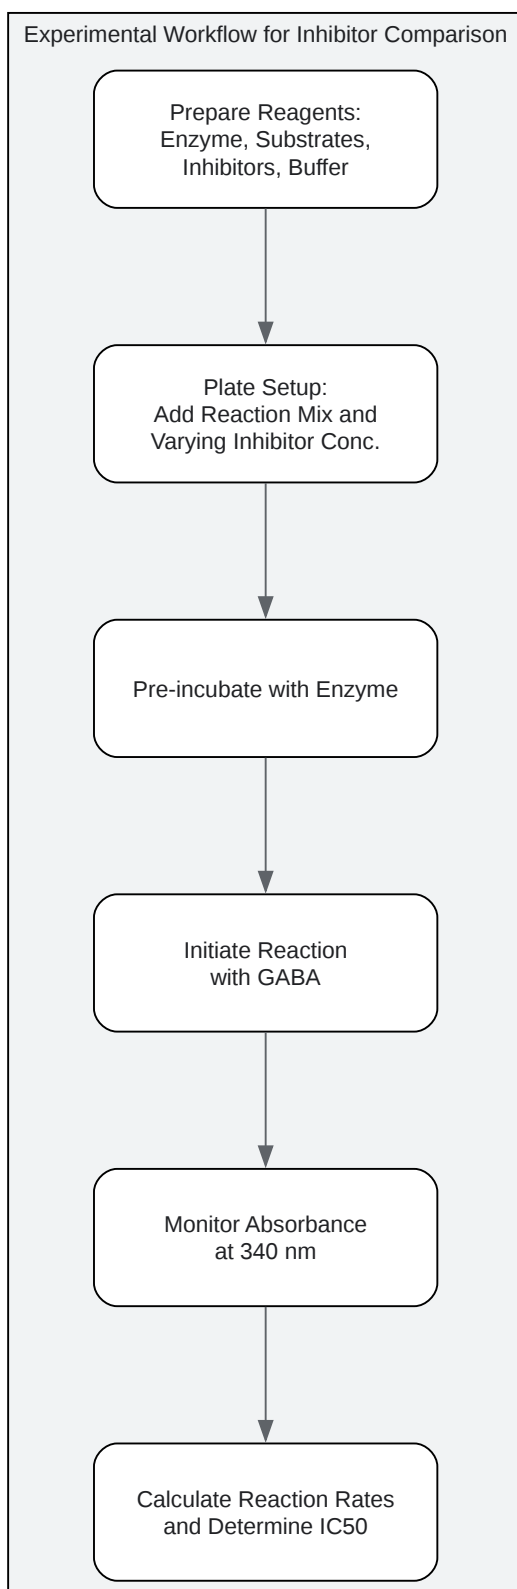 Experimental Workflow for Inhibitor Comparison
Prepare Reagents:
Enzyme, Substrates,
Inhibitors, Buffer
Plate Setup:
Add Reaction Mix and
Varying Inhibitor Conc.
Pre-incubate with Enzyme
Initiate Reaction
with GABA
Monitor Absorbance
at 340 nm
Calculate Reaction Rates
and Determine IC50